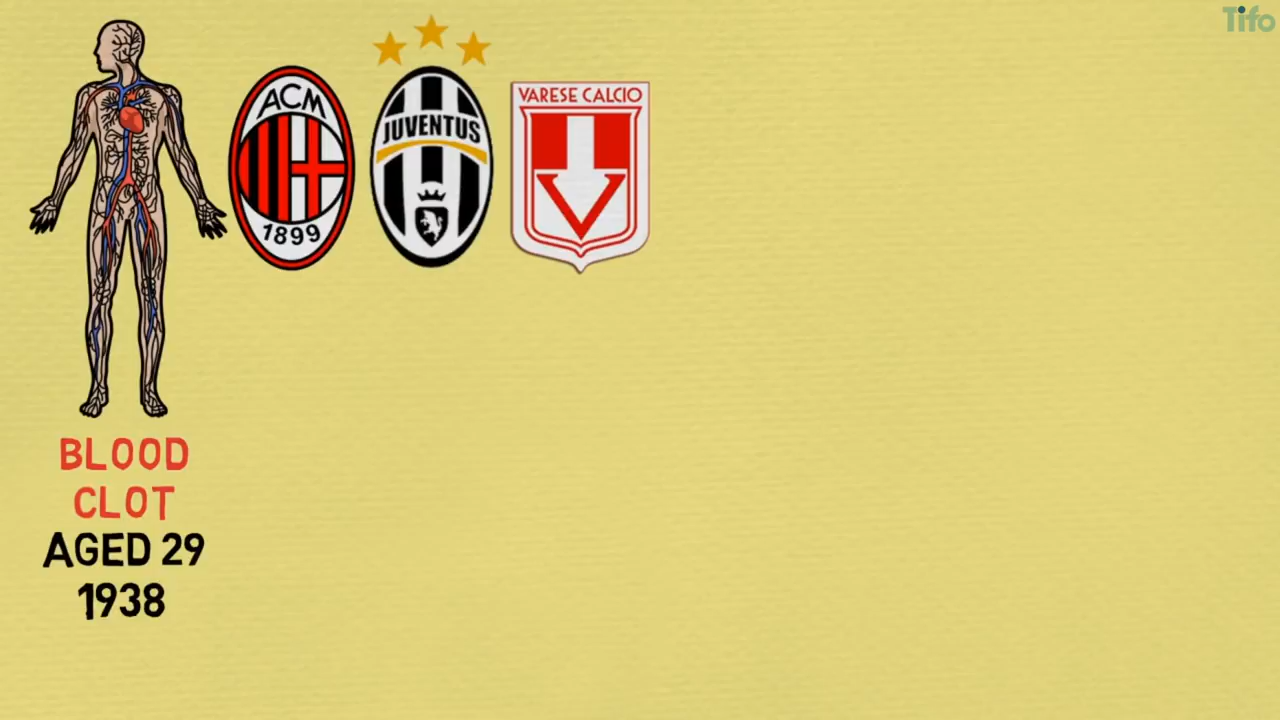 Tifo
ACM
1899
JUVENTUS
VARESE CALCIO
V
BLOOD
CLOT
AGED 29
1938